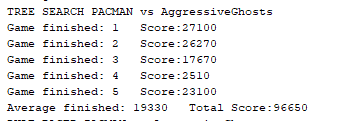 TREE SEARCH PACMAN vs AggressiveGhosts
Game finished: 1 Score:27100
Game finished: 2 Score:26270
Game finished: 3 Score:17670
Game finished: 4 Score:2510
Game finished: 5 Score:23100
Average finished: 19330 Total Score:96650